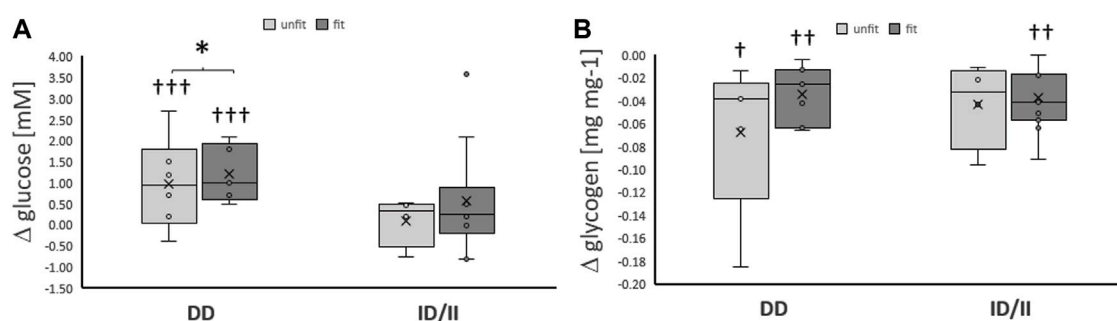 A
unfit fit
Δ glucose [mM]
4.00
3.50
3.00
2.50
2.00
1.50
1.00
0.50
0.00
-0.50
-1.00
-1.50
*
†††
†††
DD
ID/II
B
unfit fit
Δ glycogen [mg mg-1]
0.00
-0.02
-0.04
-0.06
-0.08
-0.10
-0.12
-0.14
-0.16
-0.18
-0.20
†
††
††
DD
ID/II